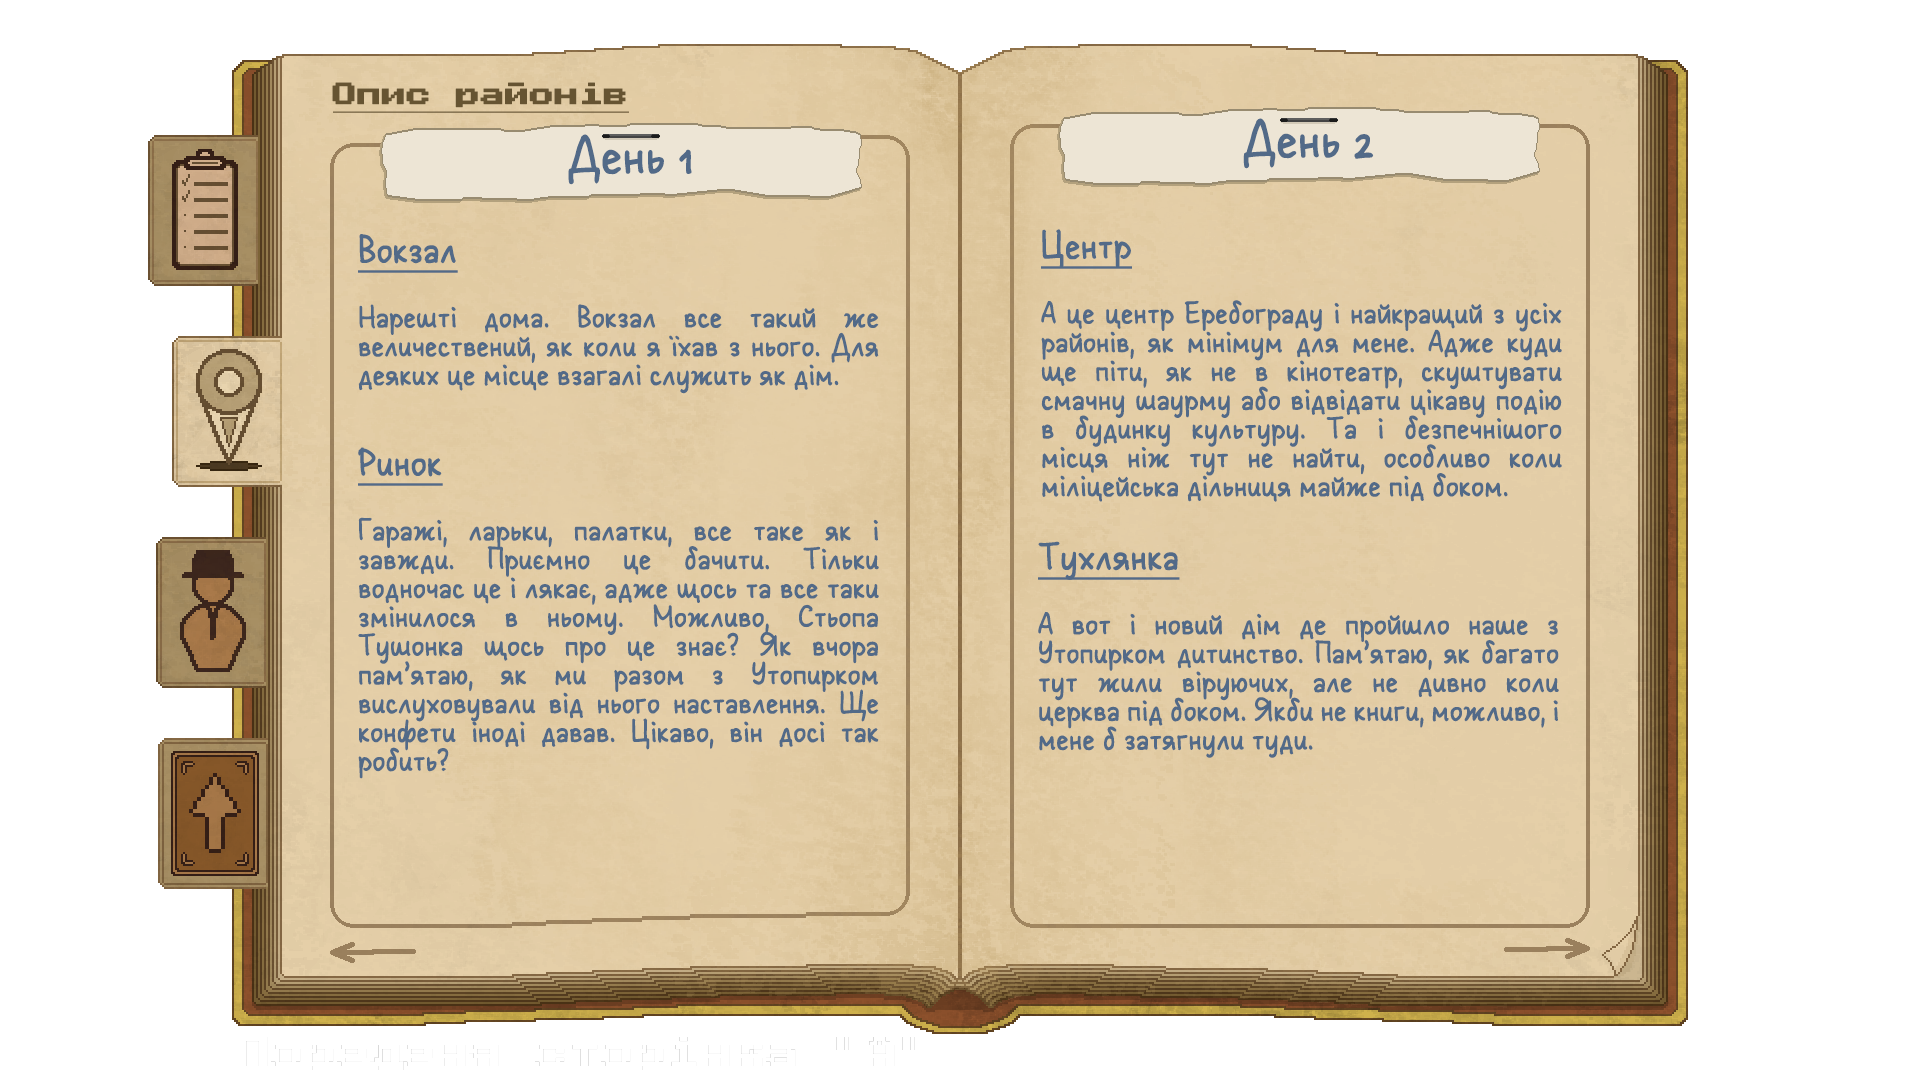 Опис районів
День 1
Вокзал
Нарешті дома. Вокзал все такий же
величествений, як коли я їхав з нього. Для
деяких це місце взагалі служить як дім.
Ринок
Гаражі, ларьки, палатки, все таке як і
завжди. Приємно це бачити. Тільки
водночас це і лякає, адже щось та все таки
змінилося в ньому. Можливо, Стьопа
Тушонка щось про це знає? Як вчора
пам'ятаю, як ми разом з Утопирком
вислуховували від нього наставлення. Ще
конфети іноді давав. Цікаво, він досі так
робить?
День 2
Центр
А це центр Еребограду і найкращий з усіх
районів, як мінімум для мене. Адже куди
ще піти, як не в кінотеатр, скуштувати
смачну шаурму або відвідати цікаву подію
в будинку культуру. Та і безпечнішого
місця ніж тут не найти, особливо коли
міліцейська дільниця майже під боком.
Тухлянка
А вот і новий дім де пройшло наше з
Утопирком дитинство. Пам'ятаю, як багато
тут жили віруючих, але не дивно коли
церква під боком. Якби не книги, можливо, і
мене б затягнули туди.